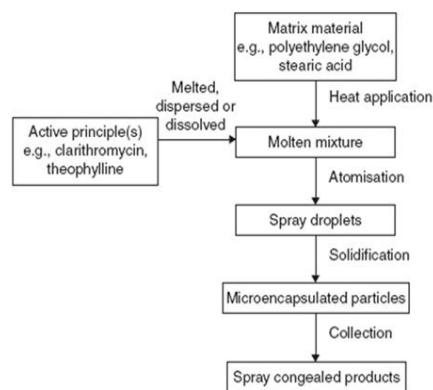 Matrix material
e.g., polyethylene glycol,
stearic acid
Melted,
dispersed or
dissolved
Heat application
Active principle(s)
e.g., clarithromycin,
theophylline
Molten mixture
Atomisation
Spray droplets
Solidification
Microencapsulated particles
Collection
Spray congealed products